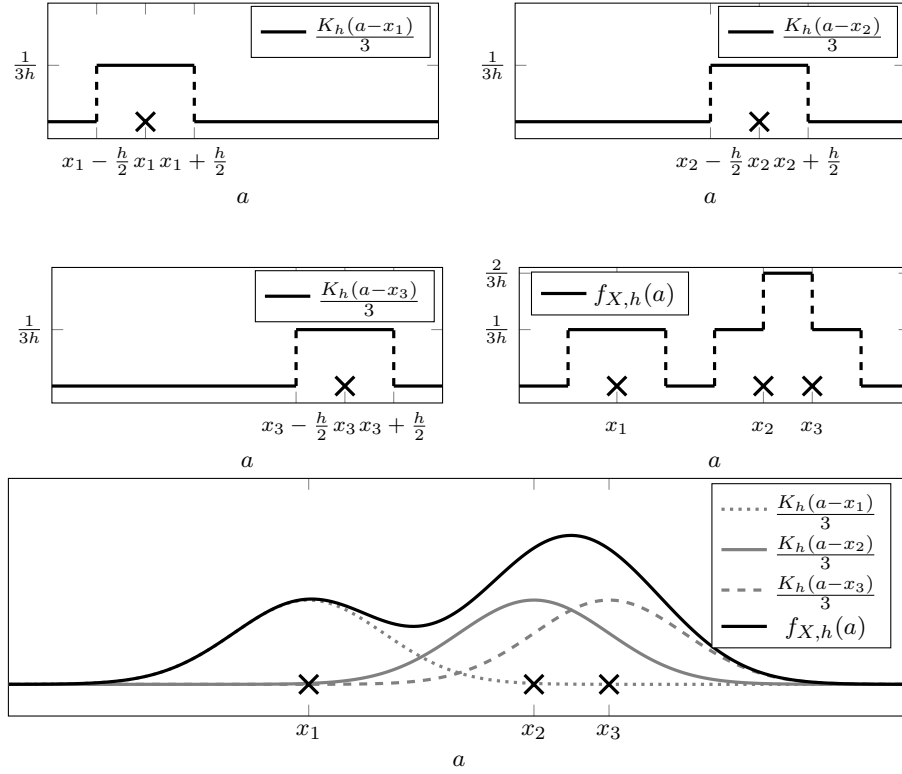 K_h(a−x_1)/3
1/3h
x_1 − h/2 x_1 x_1 + h/2
a
K_h(a−x_2)/3
1/3h
x_2 − h/2 x_2 x_2 + h/2
a
K_h(a−x_3)/3
1/3h
x_3 − h/2 x_3 x_3 + h/2
a
2/3h
f_{X,h}(a)
1/3h
x_1 x_2 x_3
a
K_h(a−x_1)/3
K_h(a−x_2)/3
K_h(a−x_3)/3
f_{X,h}(a)
x_1 x_2 x_3
a